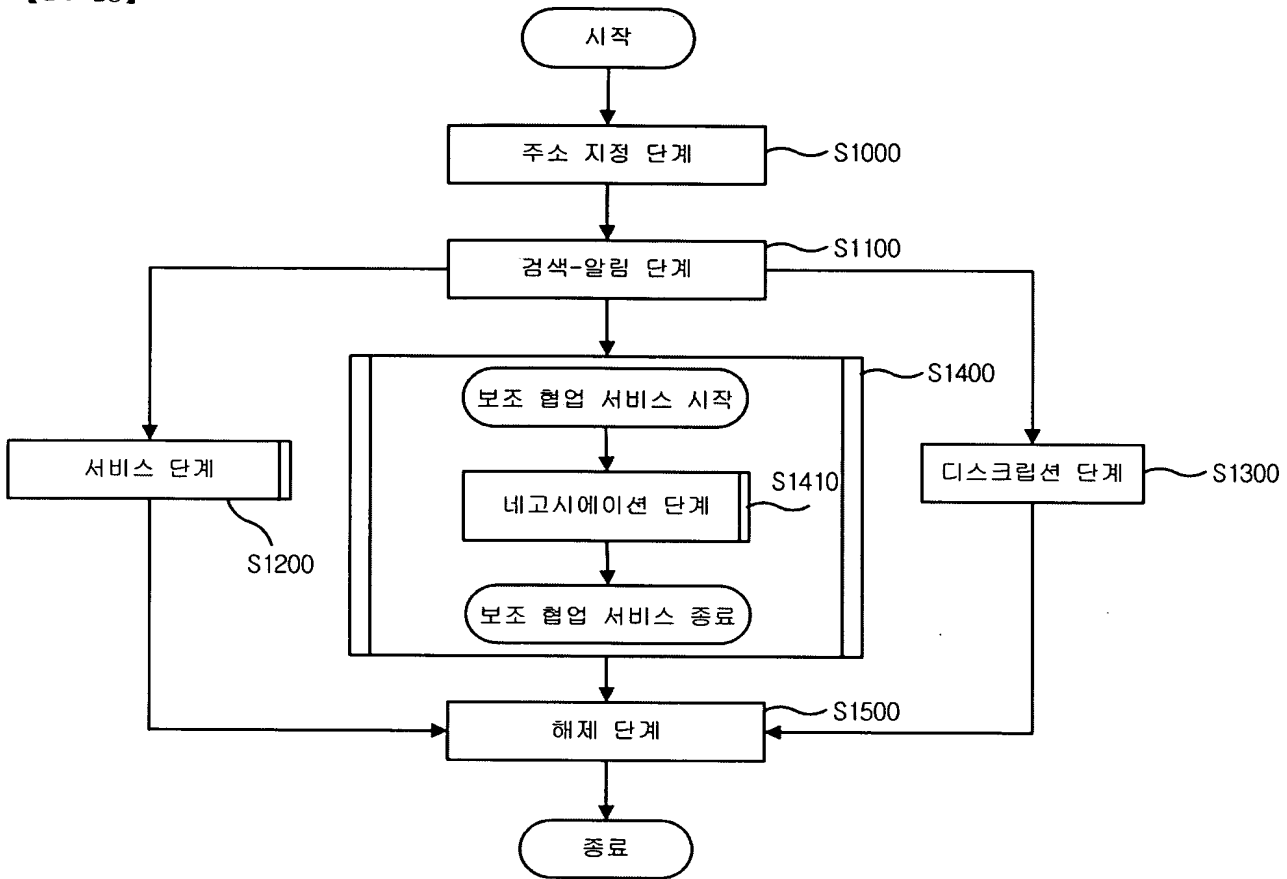 시작
주소 지정 단계
S1000
검색-알림 단계
S1100
보조 협업 서비스 시작
S1400
서비스 단계
S1200
네고시에이션 단계
S1410
디스크립션 단계
S1300
보조 협업 서비스 종료
해제 단계
S1500
종료